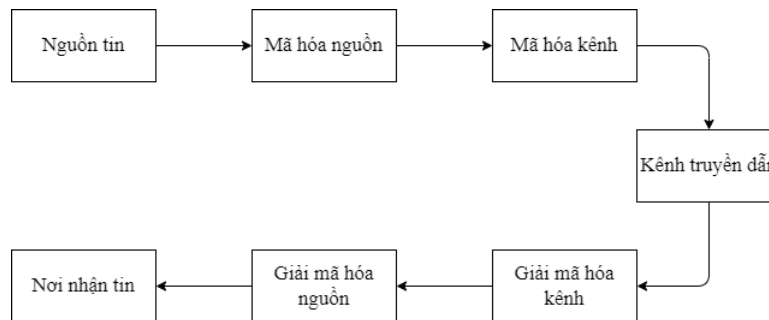 Nguồn tin
Mã hóa nguồn
Mã hóa kênh
Kênh truyền dẫn
Giải mã hóa
kênh
Giải mã hóa
nguồn
Nơi nhận tin